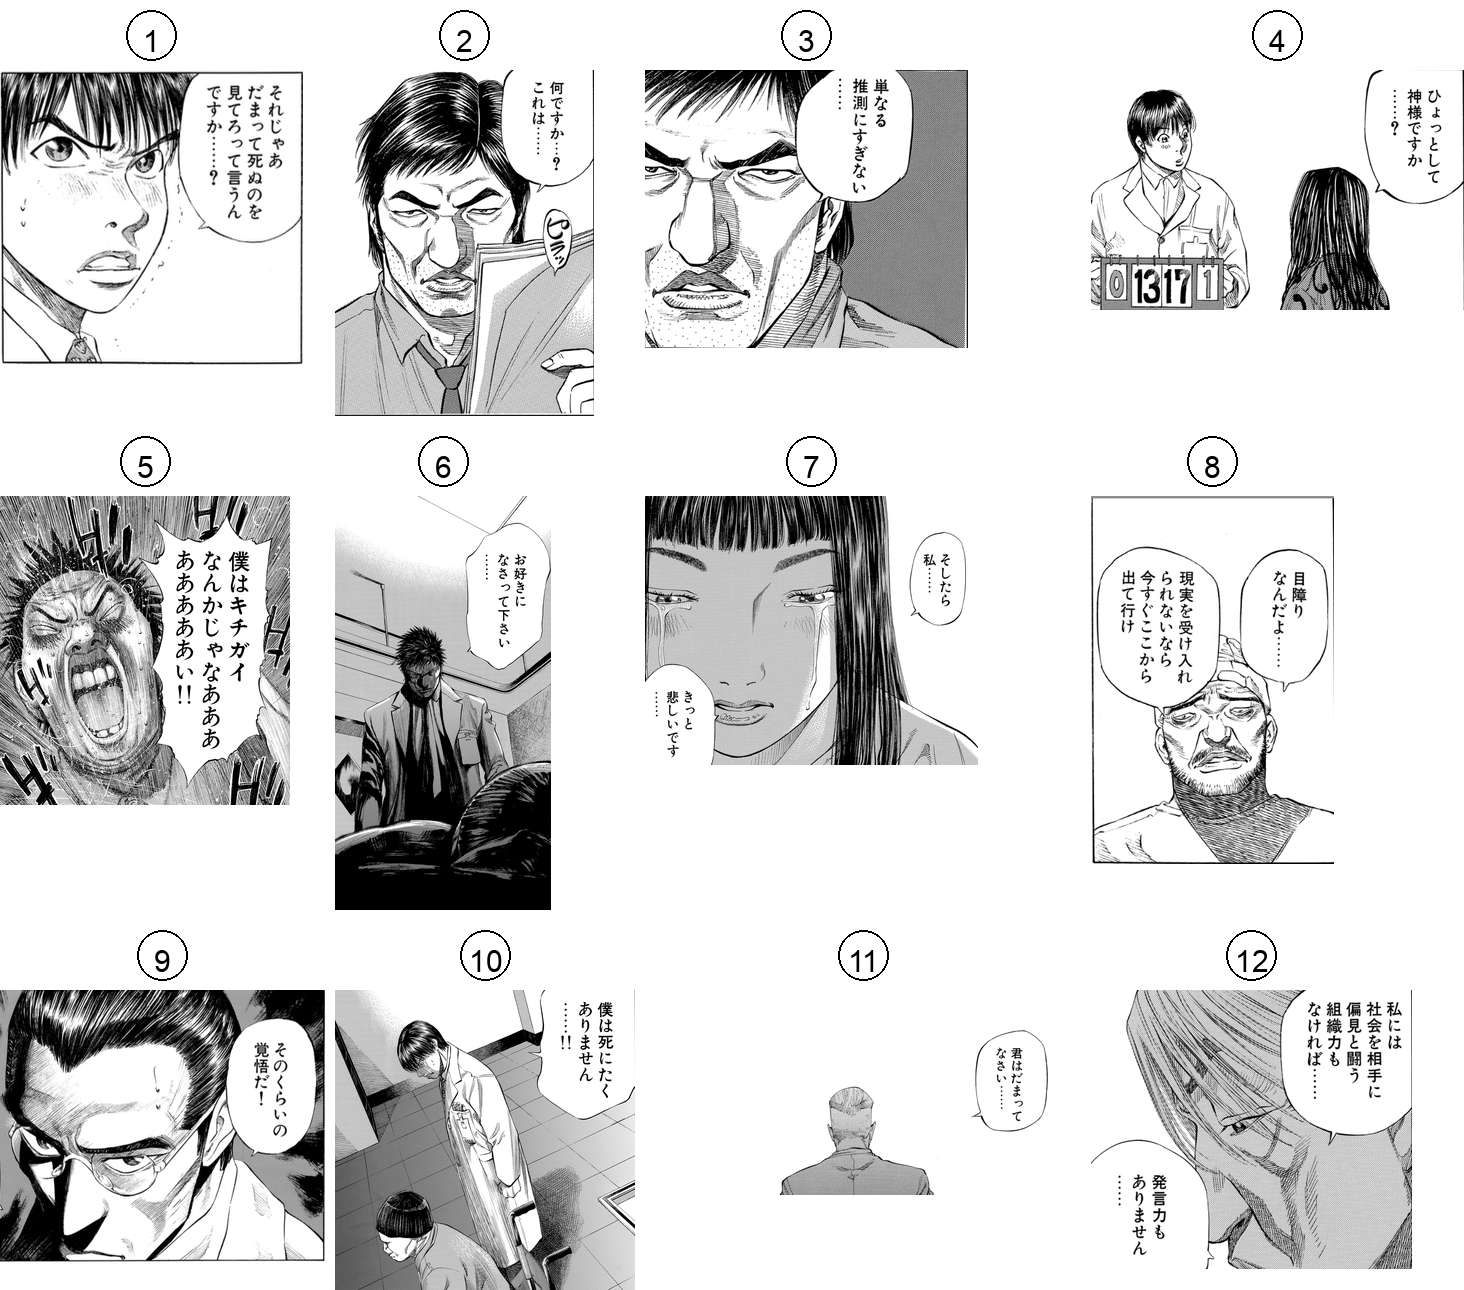 1
それじゃあ
だまって死ぬのを
見てろって言うん
ですか……？
2
何ですか…？
これは……
ピラッ
3
単なる
推測にすぎない
……
4
ひょっとして
神様ですか
……？
0 13 17 1
5
僕はキチガイ
なんかじゃなあああ
ああああああい！！
6
お好きに
なさって下さい
……
7
そしたら
私……
きっと
悲しいです
……
8
目障り
なんだよ……
現実を受け入れ
られないなら
今すぐここから
出て行け
9
そのくらいの
覚悟だ！
10
僕は死にたく
ありません
……！！
11
君はだまって
なさい……
12
私には
社会を相手に
偏見と闘う
組織力も
なければ……
発言力も
ありません
……